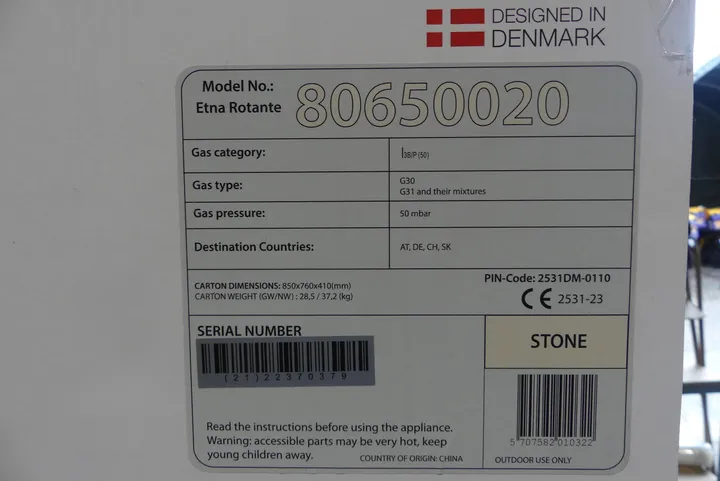 DESIGNED IN
DENMARK
Model No.:
Etna Rotante
80650020
Gas category:
I3B/P (50)
Gas type:
G30
G31 and their mixtures
Gas pressure:
50 mbar
Destination Countries:
AT, DE, CH, SK
CARTON DIMENSIONS: 850x760x410(mm)
CARTON WEIGHT (GW/NW) : 28,5 / 37,2 (kg)
PIN-Code: 2531DM-0110
CE 2531-23
SERIAL NUMBER
(21)22370379
STONE
5 707582 010322
Read the instructions before using the appliance.
Warning: accessible parts may be very hot, keep
young children away.
COUNTRY OF ORIGIN: CHINA
OUTDOOR USE ONLY